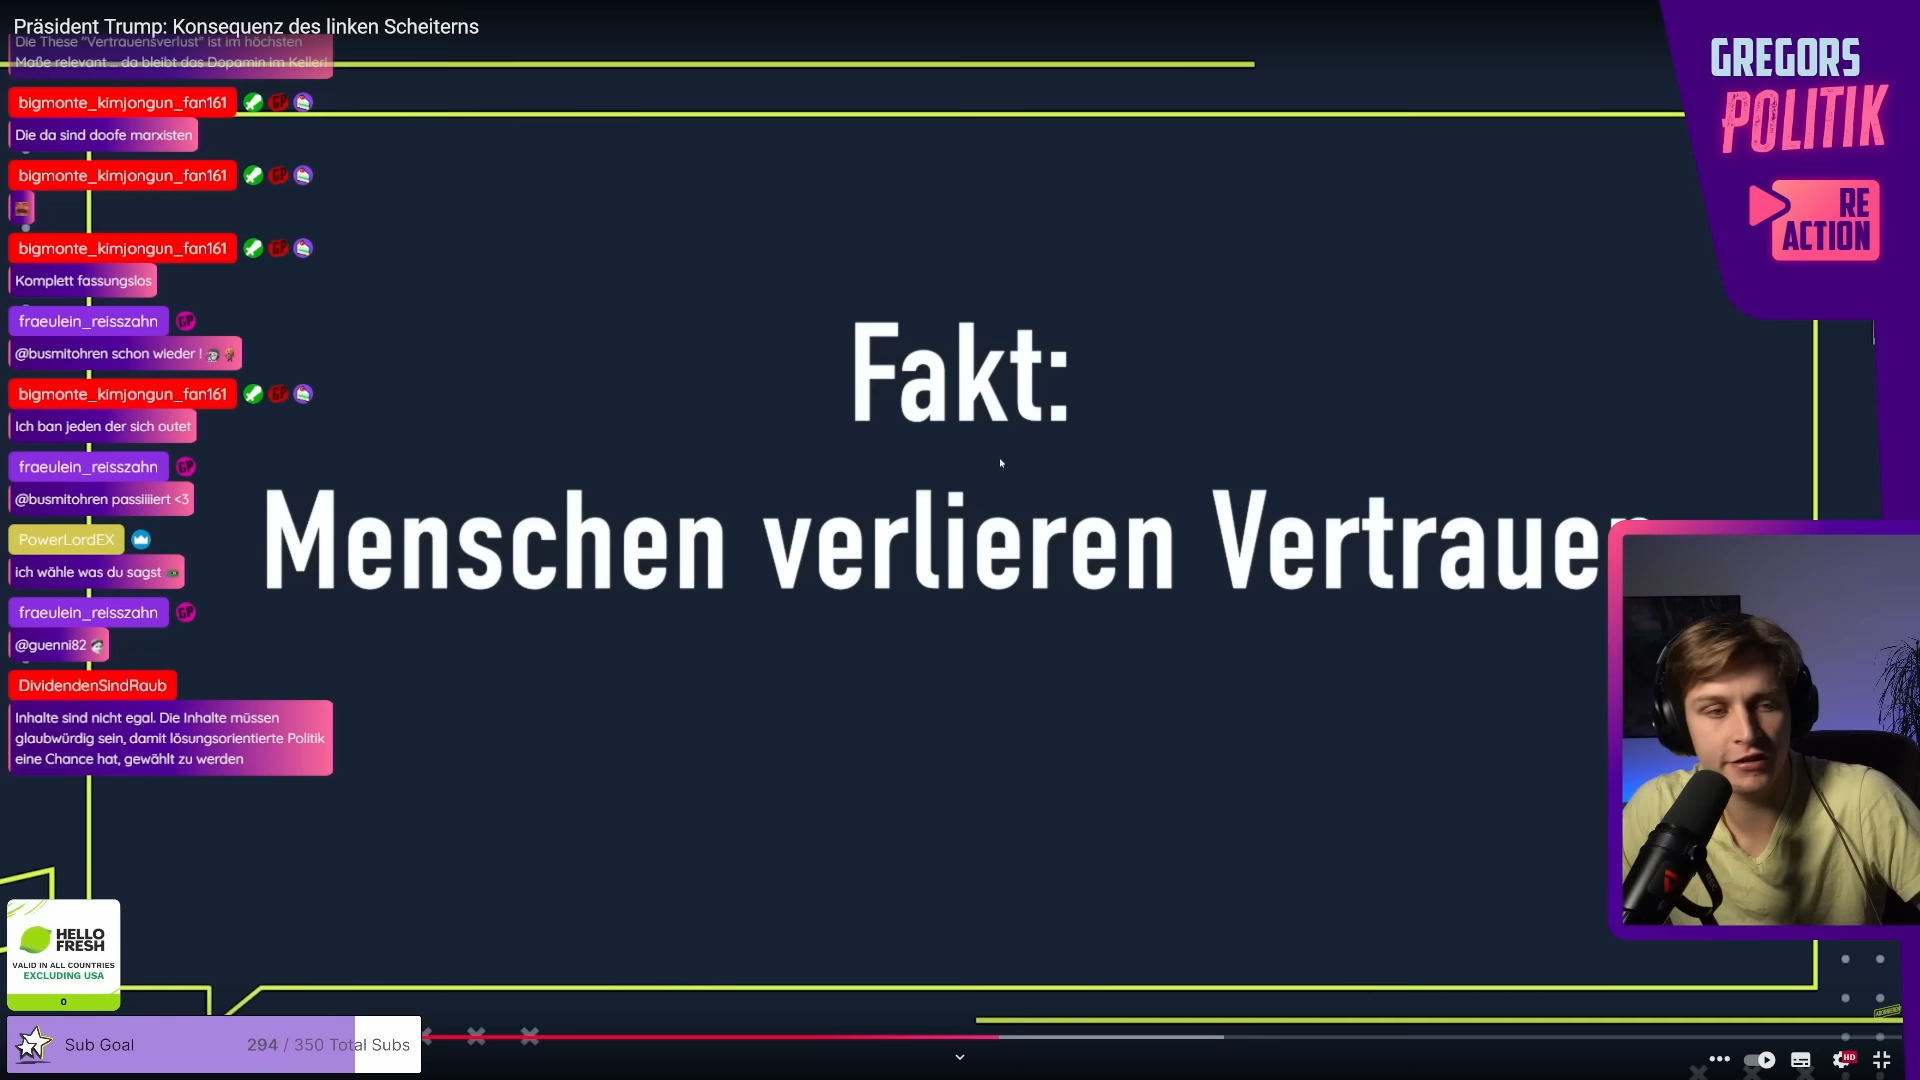 Präsident Trump: Konsequenz des linken Scheiterns
Die These "Vertrauensverlust" ist im höchsten
Maße relevant ... da bleibt das Dopamin im Keller!
bigmonte_kimjongun_fan161
Die da sind doofe marxisten
bigmonte_kimjongun_fan161
bigmonte_kimjongun_fan161
Komplett fassungslos
fraeulein_reisszahn
@busmitohren schon wieder !
bigmonte_kimjongun_fan161
Ich ban jeden der sich outet
fraeulein_reisszahn
@busmitohren passiiiiert <3
PowerLordEX
ich wähle was du sagst
fraeulein_reisszahn
@guenni82
DividendenSindRaub
Inhalte sind nicht egal. Die Inhalte müssen
glaubwürdig sein, damit lösungsorientierte Politik
eine Chance hat, gewählt zu werden
Fakt:
Menschen verlieren Vertrauen
GREGORS
POLITIK
RE
ACTION
HELLO
FRESH
VALID IN ALL COUNTRIES
EXCLUDING USA
0
Sub Goal
294 / 350 Total Subs
HD